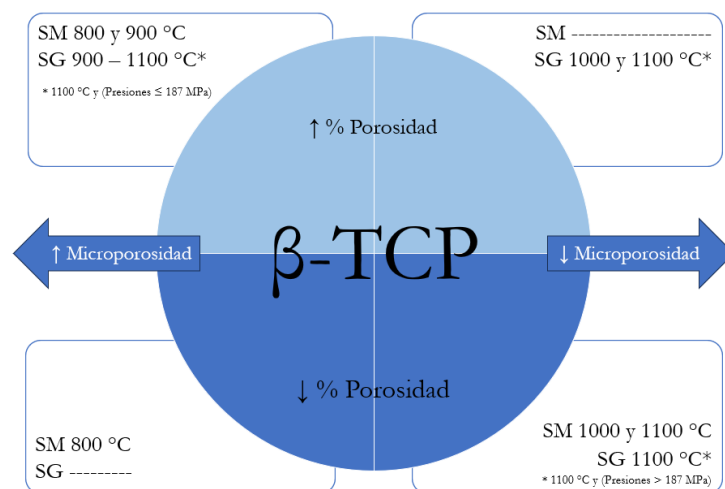 SM 800 y 900 °C
SG 900 – 1100 °C*
* 1100 °C y (Presiones ≤ 187 MPa)
SM --------------------
SG 1000 y 1100 °C*
↑ % Porosidad
↑ Microporosidad
β-TCP
↓ Microporosidad
↓ % Porosidad
SM 800 °C
SG ---------
SM 1000 y 1100 °C
SG 1100 °C*
* 1100 °C y (Presiones > 187 MPa)